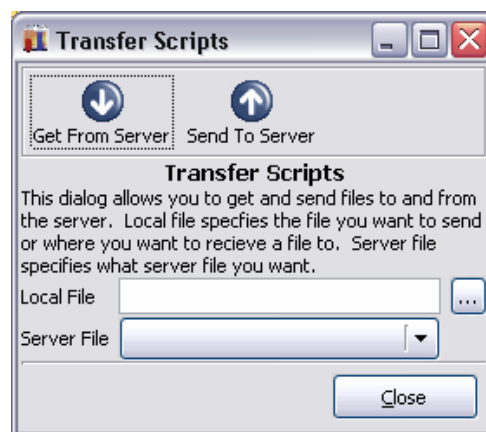 Transfer Scripts
Get From Server Send To Server
Transfer Scripts
This dialog allows you to get and send files to and from
the server. Local file specfies the file you want to send
or where you want to recieve a file to. Server file
specifies what server file you want.
Local File ...
Server File
Close